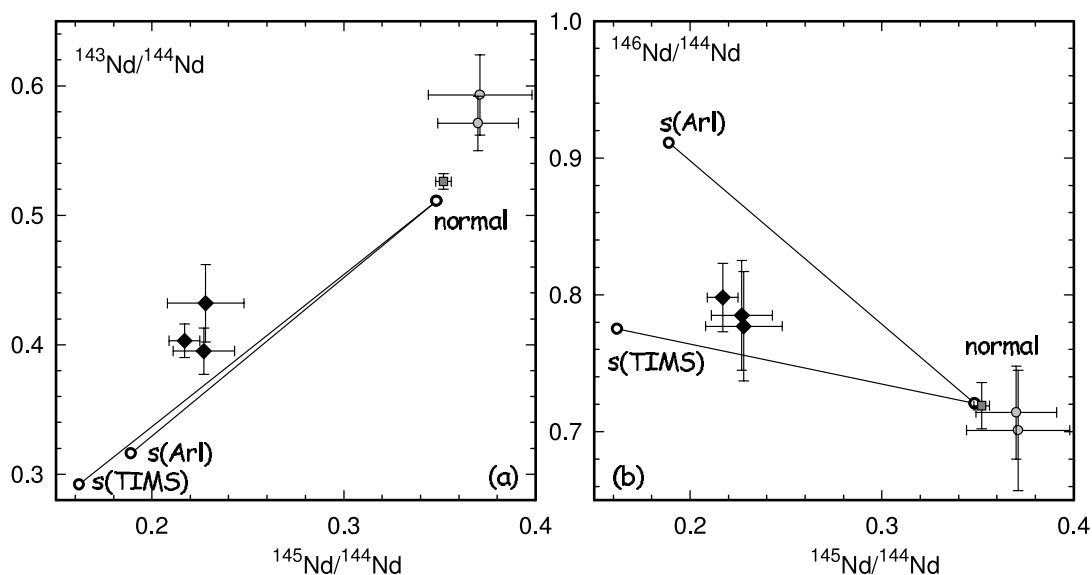 ¹⁴³Nd/¹⁴⁴Nd
0.6
0.5
0.4
0.3
normal
s(Arl)
s(TIMS)
(a)
0.2
0.3
0.4
¹⁴⁵Nd/¹⁴⁴Nd
1.0
¹⁴⁶Nd/¹⁴⁴Nd
0.9
0.8
0.7
s(Arl)
s(TIMS)
normal
(b)
0.2
0.3
0.4
¹⁴⁵Nd/¹⁴⁴Nd